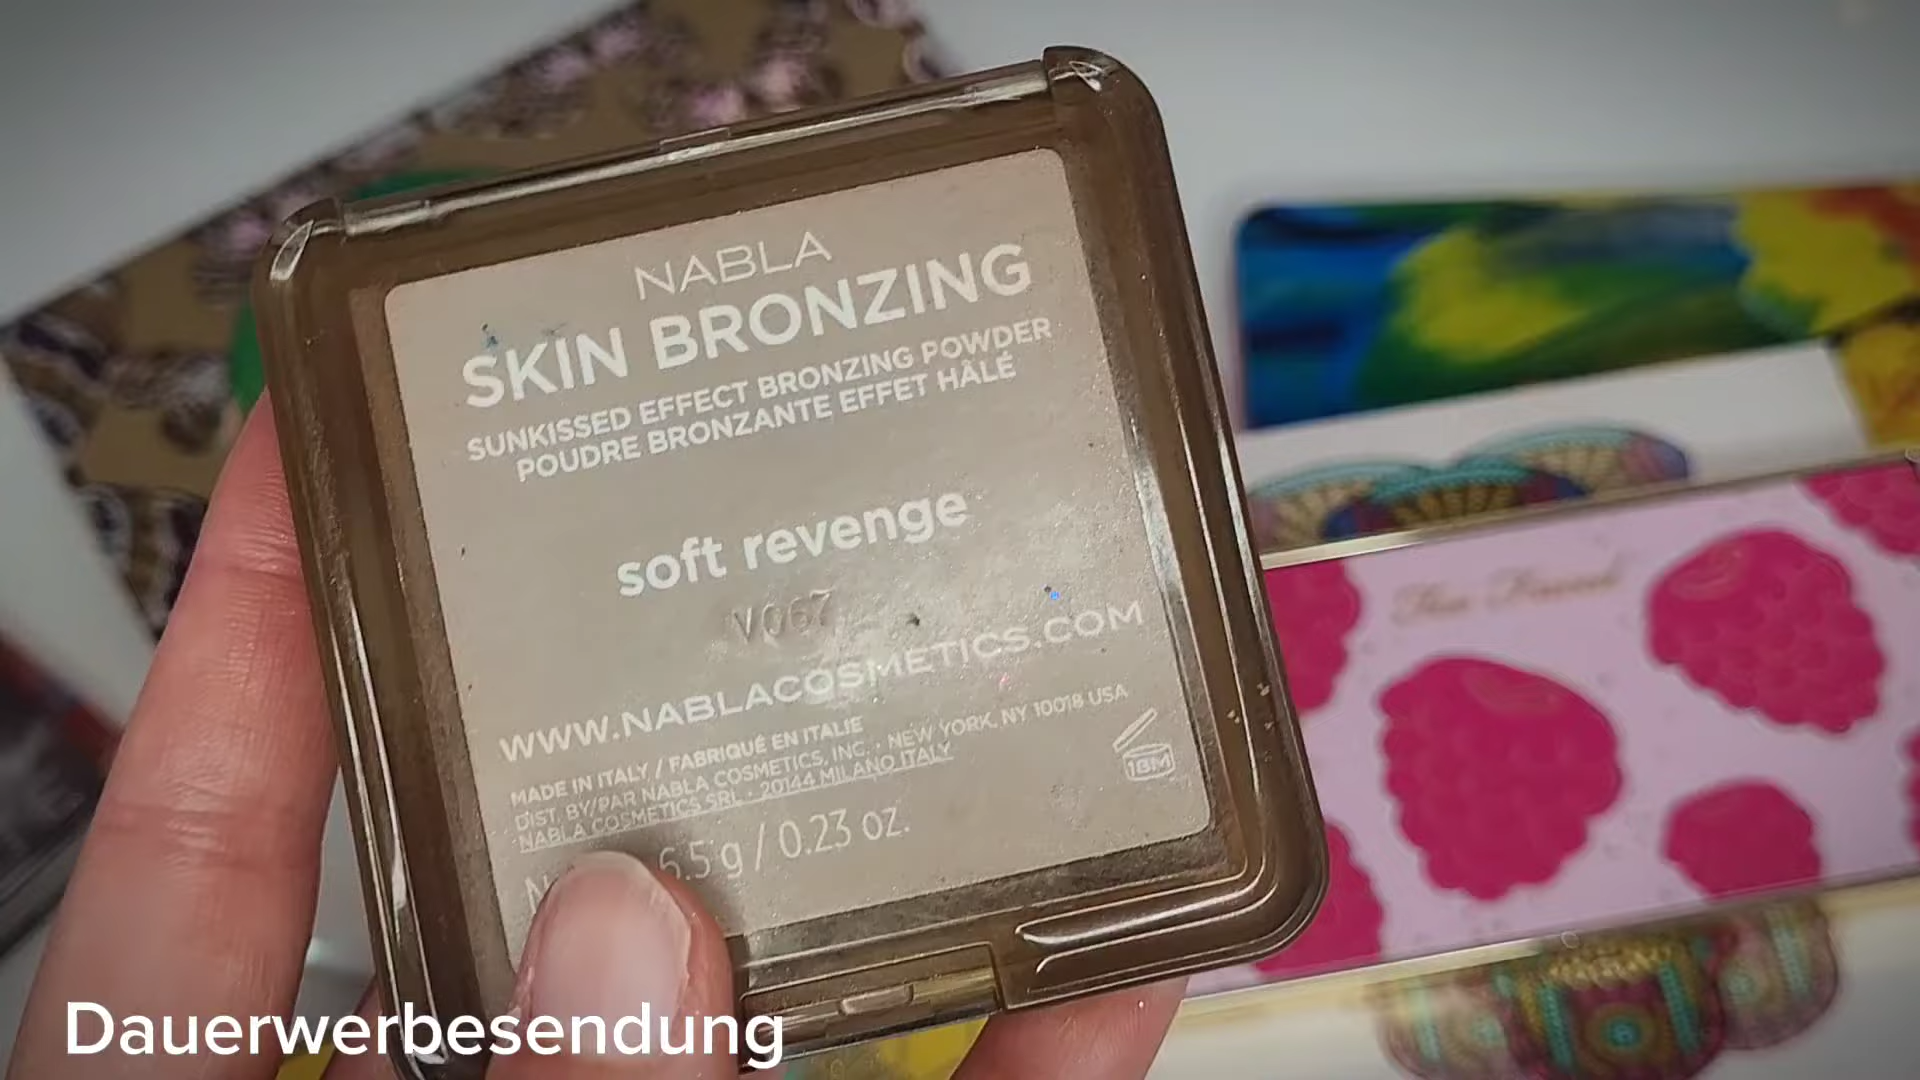 NABLA
SKIN BRONZING
SUNKISSED EFFECT BRONZING POWDER
POUDRE BRONZANTE EFFET HÂLÉ
soft revenge
V067
WWW.NABLACOSMETICS.COM
MADE IN ITALY / FABRIQUÉ EN ITALIE
DIST. BY/PAR NABLA COSMETICS, INC. • NEW YORK, NY 10018 USA
NABLA COSMETICS SRL • 20144 MILANO ITALY
6.5 g / 0.23 oz.
18M
Dauerwerbesendung